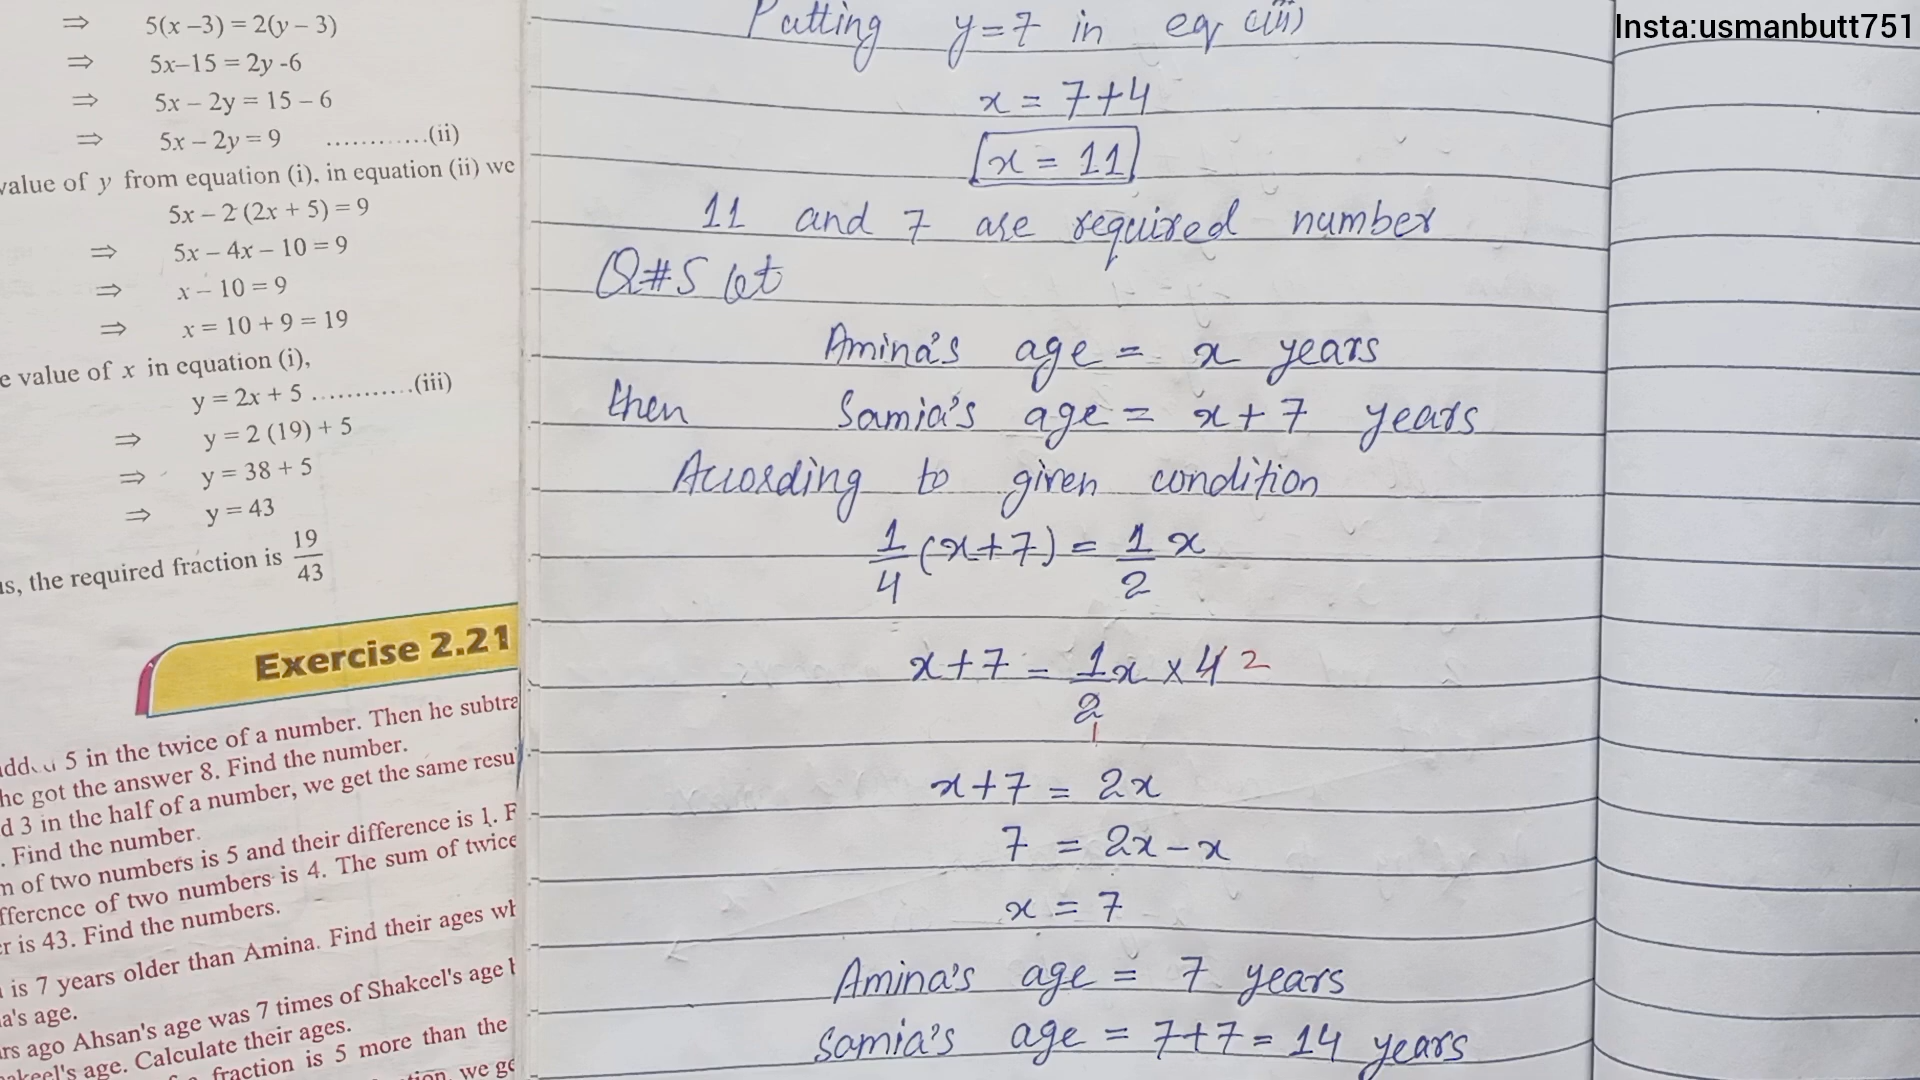 ⇒ 5(x –3) = 2(y – 3)
⇒ 5x–15 = 2y -6
⇒ 5x – 2y = 15 – 6
⇒ 5x – 2y = 9 ............(ii)
value of y from equation (i), in equation (ii) we
5x – 2 (2x + 5) = 9
⇒ 5x – 4x – 10 = 9
⇒ x – 10 = 9
⇒ x = 10 + 9 = 19
e value of x in equation (i),
y = 2x + 5 ............(iii)
⇒ y = 2 (19) + 5
⇒ y = 38 + 5
⇒ y = 43
us, the required fraction is 19/43
Exercise 2.21
5 in the twice of a number. Then he subtra
he got the answer 8. Find the number.
d 3 in the half of a number, we get the same resu
. Find the number.
m of two numbers is 5 and their difference is 1. F
fference of two numbers is 4. The sum of twice
er is 43. Find the numbers.
is 7 years older than Amina. Find their ages wh
a's age.
rs ago Ahsan's age was 7 times of Shakeel's age
akeel's age. Calculate their ages.
fraction is 5 more than the
we ge
Putting y=7 in eq (iii)
x = 7+4
x = 11
11 and 7 are required number
Q#5 let
Amina's age = x years
then Samia's age = x+7 years
According to given condition
1/4 (x+7) = 1/2 x
x+7 = 1/2 x × 4 2
1
x+7 = 2x
7 = 2x – x
x = 7
Amina's age = 7 years
Samia's age = 7+7 = 14 years
Insta:usmanbutt751